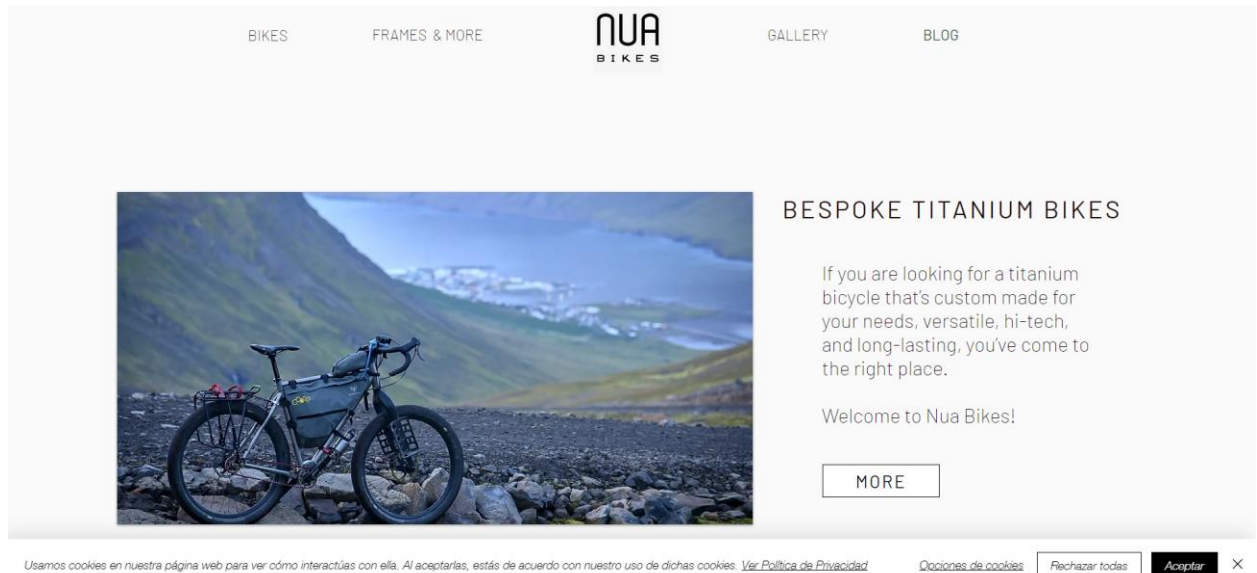 BIKES
FRAMES & MORE
NUA
BIKES
GALLERY
BLOG
BESPOKE TITANIUM BIKES
If you are looking for a titanium
bicycle that's custom made for
your needs, versatile, hi-tech,
and long-lasting, you've come to
the right place.
Welcome to Nua Bikes!
MORE
Usamos cookies en nuestra página web para ver cómo interactúas con ella. Al aceptarlas, estás de acuerdo con nuestro uso de dichas cookies. Ver Política de Privacidad
Opciones de cookies
Rechazar todas
Aceptar